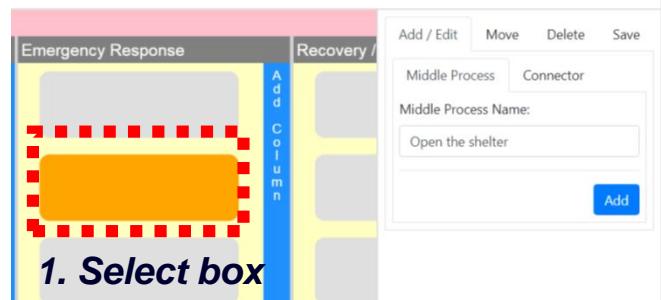 Emergency Response
Recovery /
Add Column
1. Select box
Add / Edit Move Delete Save
Middle Process Connector
Middle Process Name:
Open the shelter
Add